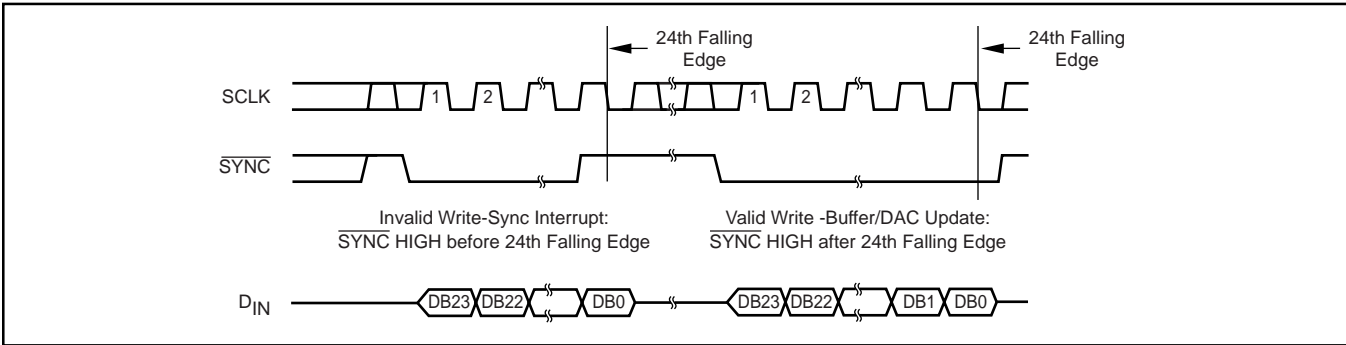 24th Falling
Edge
24th Falling
Edge
SCLK
1
2
1
2
SYNC
Invalid Write-Sync Interrupt:
SYNC HIGH before 24th Falling Edge
Valid Write -Buffer/DAC Update:
SYNC HIGH after 24th Falling Edge
DIN
DB23
DB22
DB0
DB23
DB22
DB1
DB0